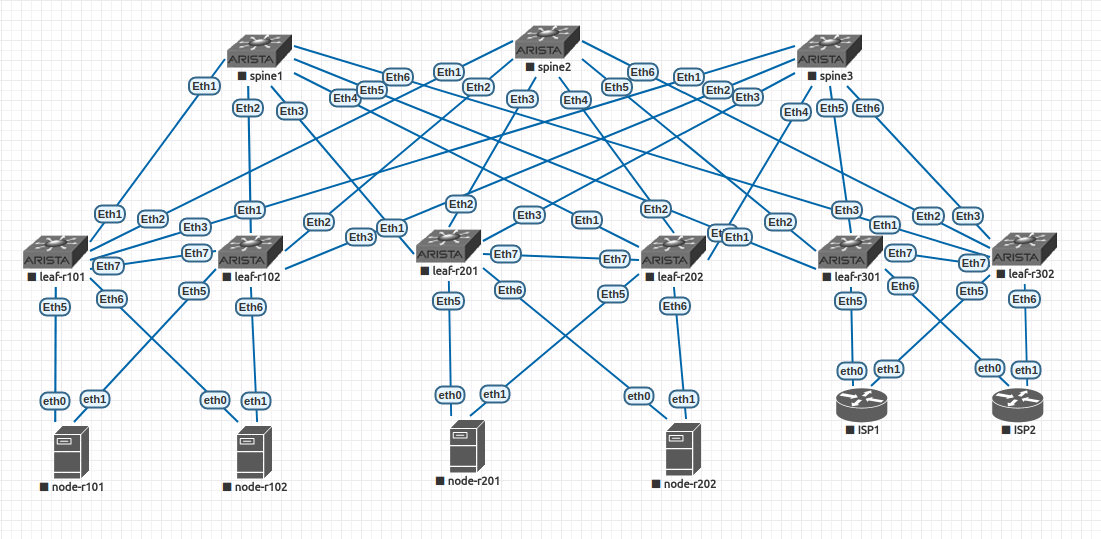 ARISTA
ARISTA
ARISTA
spine1
spine2
spine3
Eth1
Eth2
Eth3
Eth4
Eth5
Eth6
Eth1
Eth2
Eth3
Eth4
Eth5
Eth6
Eth1
Eth2
Eth3
Eth4
Eth5
Eth6
Eth1
Eth2
Eth3
Eth7
Eth1
Eth2
Eth3
Eth7
Eth1
Eth2
Eth3
Eth7
Eth1
Eth2
Eth7
Eth1
Eth2
Eth3
Eth7
Eth1
Eth2
Eth3
Eth7
ARISTA
ARISTA
ARISTA
ARISTA
ARISTA
ARISTA
leaf-r101
leaf-r102
leaf-r201
leaf-r202
leaf-r301
leaf-r302
Eth5
Eth6
Eth5
Eth6
Eth5
Eth6
Eth5
Eth6
Eth5
Eth6
Eth5
Eth6
eth0
eth1
eth0
eth1
eth0
eth1
eth0
eth1
eth0
eth1
eth0
eth1
node-r101
node-r102
node-r201
node-r202
ISP1
ISP2